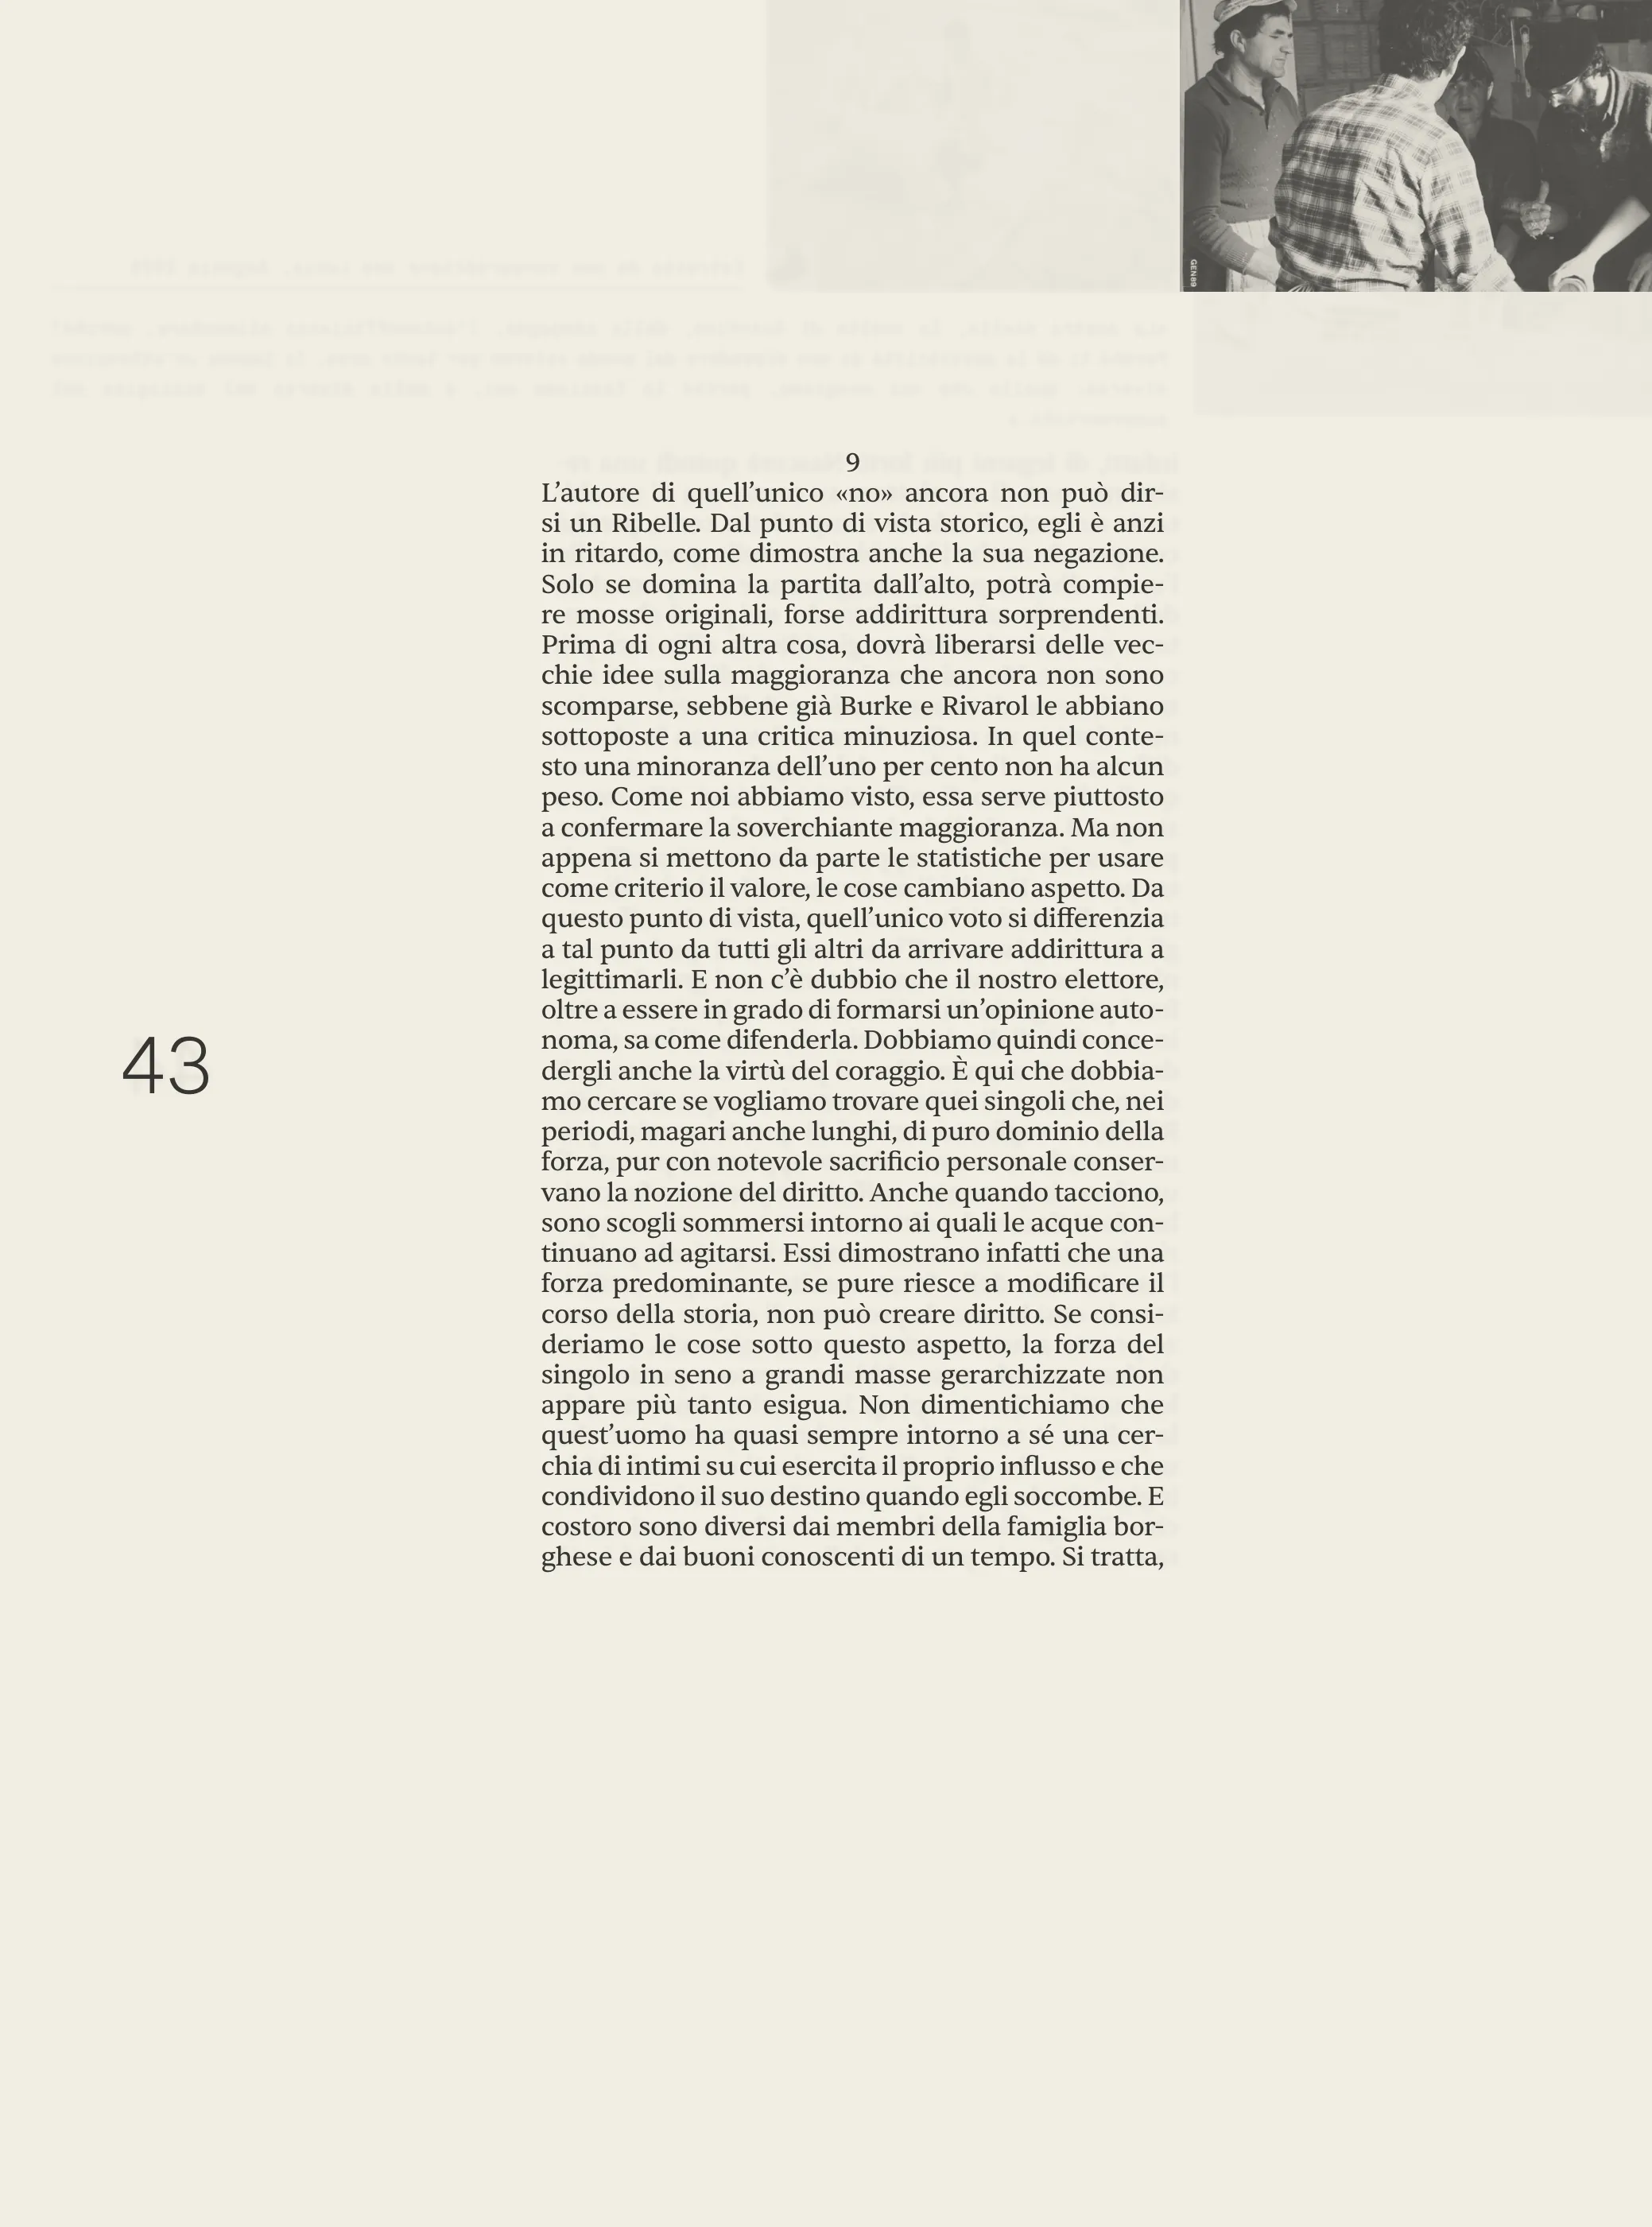 GEN89
9
L’autore di quell’unico «no» ancora non può dir-
si un Ribelle. Dal punto di vista storico, egli è anzi
in ritardo, come dimostra anche la sua negazione.
Solo se domina la partita dall’alto, potrà compie-
re mosse originali, forse addirittura sorprendenti.
Prima di ogni altra cosa, dovrà liberarsi delle vec-
chie idee sulla maggioranza che ancora non sono
scomparse, sebbene già Burke e Rivarol le abbiano
sottoposte a una critica minuziosa. In quel conte-
sto una minoranza dell’uno per cento non ha alcun
peso. Come noi abbiamo visto, essa serve piuttosto
a confermare la soverchiante maggioranza. Ma non
appena si mettono da parte le statistiche per usare
come criterio il valore, le cose cambiano aspetto. Da
questo punto di vista, quell’unico voto si differenzia
a tal punto da tutti gli altri da arrivare addirittura a
legittimarli. E non c’è dubbio che il nostro elettore,
oltre a essere in grado di formarsi un’opinione auto-
noma, sa come difenderla. Dobbiamo quindi conce-
dergli anche la virtù del coraggio. È qui che dobbia-
mo cercare se vogliamo trovare quei singoli che, nei
periodi, magari anche lunghi, di puro dominio della
forza, pur con notevole sacrificio personale conser-
vano la nozione del diritto. Anche quando tacciono,
sono scogli sommersi intorno ai quali le acque con-
tinuano ad agitarsi. Essi dimostrano infatti che una
forza predominante, se pure riesce a modificare il
corso della storia, non può creare diritto. Se consi-
deriamo le cose sotto questo aspetto, la forza del
singolo in seno a grandi masse gerarchizzate non
appare più tanto esigua. Non dimentichiamo che
quest’uomo ha quasi sempre intorno a sé una cer-
chia di intimi su cui esercita il proprio influsso e che
condividono il suo destino quando egli soccombe. E
costoro sono diversi dai membri della famiglia bor-
ghese e dai buoni conoscenti di un tempo. Si tratta,
43